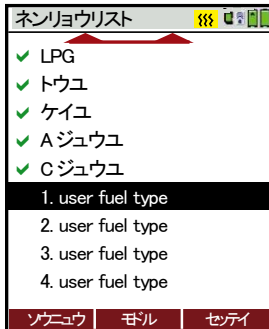 ネンリョウリスト
LPG
トウユ
ケイユ
A ジュウユ
C ジュウユ
1. user fuel type
2. user fuel type
3. user fuel type
4. user fuel type
ソウニュウ モドル セッテイ